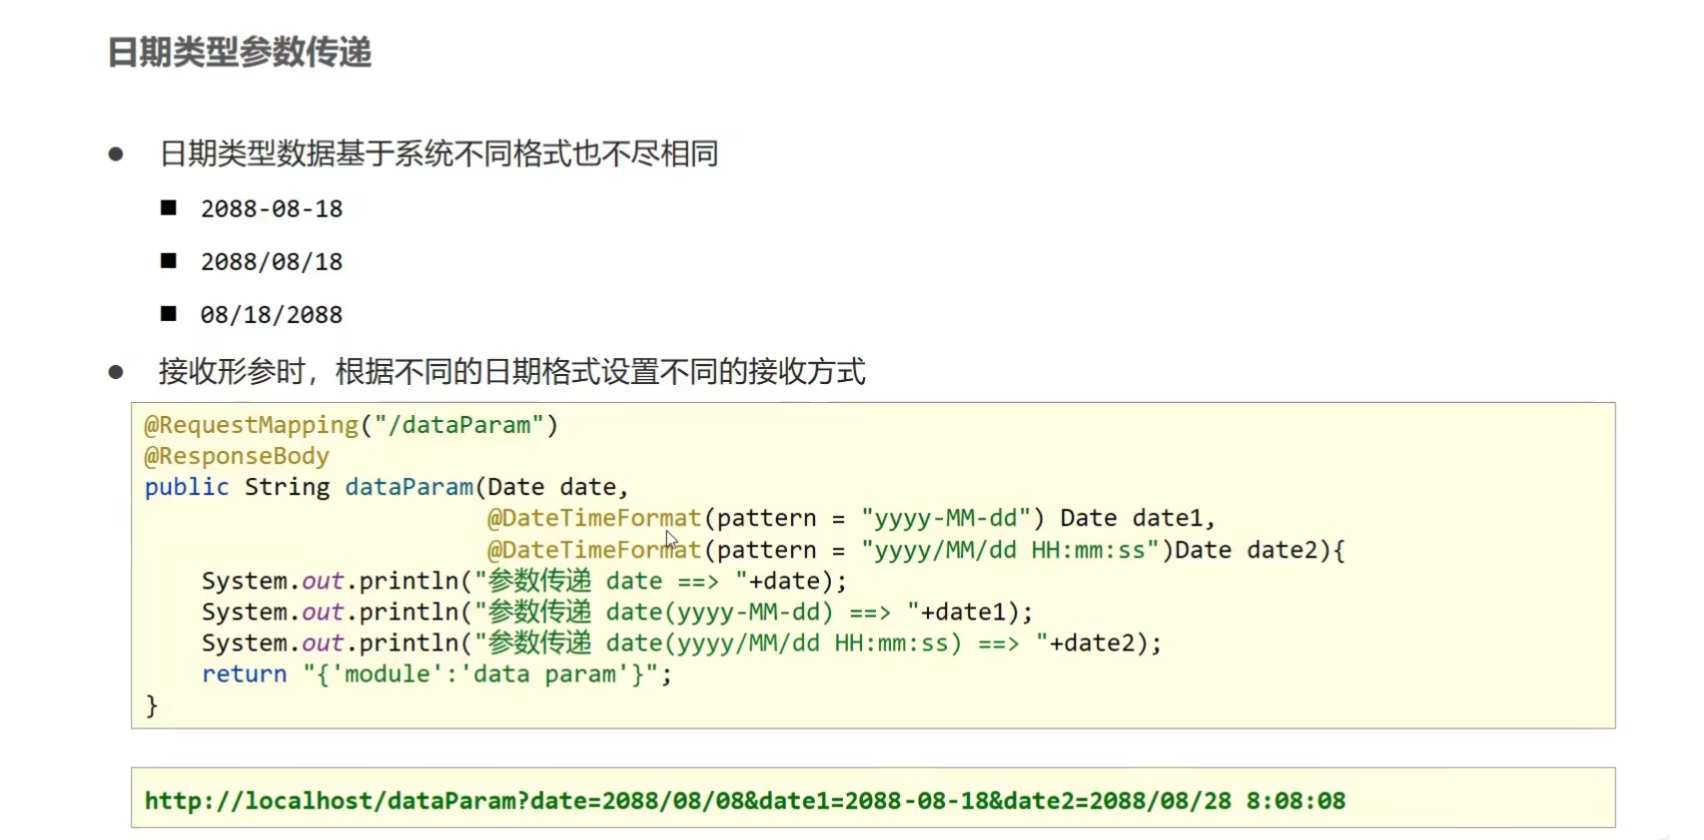 日期类型参数传递
日期类型数据基于系统不同格式也不尽相同
2088-08-18
2088/08/18
08/18/2088
接收形参时，根据不同的日期格式设置不同的接收方式
@RequestMapping("/dataParam")
@ResponseBody
public String dataParam(Date date,
@DateTimeFormat(pattern = "yyyy-MM-dd") Date date1,
@DateTimeFormat(pattern = "yyyy/MM/dd HH:mm:ss")Date date2){
System.out.println("参数传递 date ==> "+date);
System.out.println("参数传递 date(yyyy-MM-dd) ==> "+date1);
System.out.println("参数传递 date(yyyy/MM/dd HH:mm:ss) ==> "+date2);
return "{'module':'data param'}";
}
http://localhost/dataParam?date=2088/08/08&date1=2088-08-18&date2=2088/08/28 8:08:08